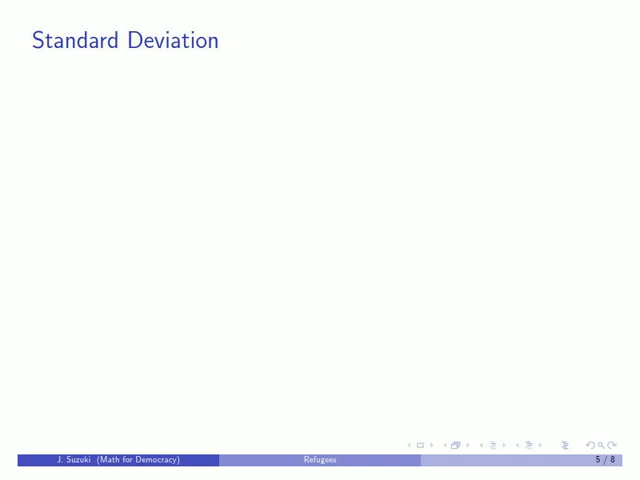 Standard Deviation
J. Suzuki (Math for Democracy)
Refugees
5 / 8